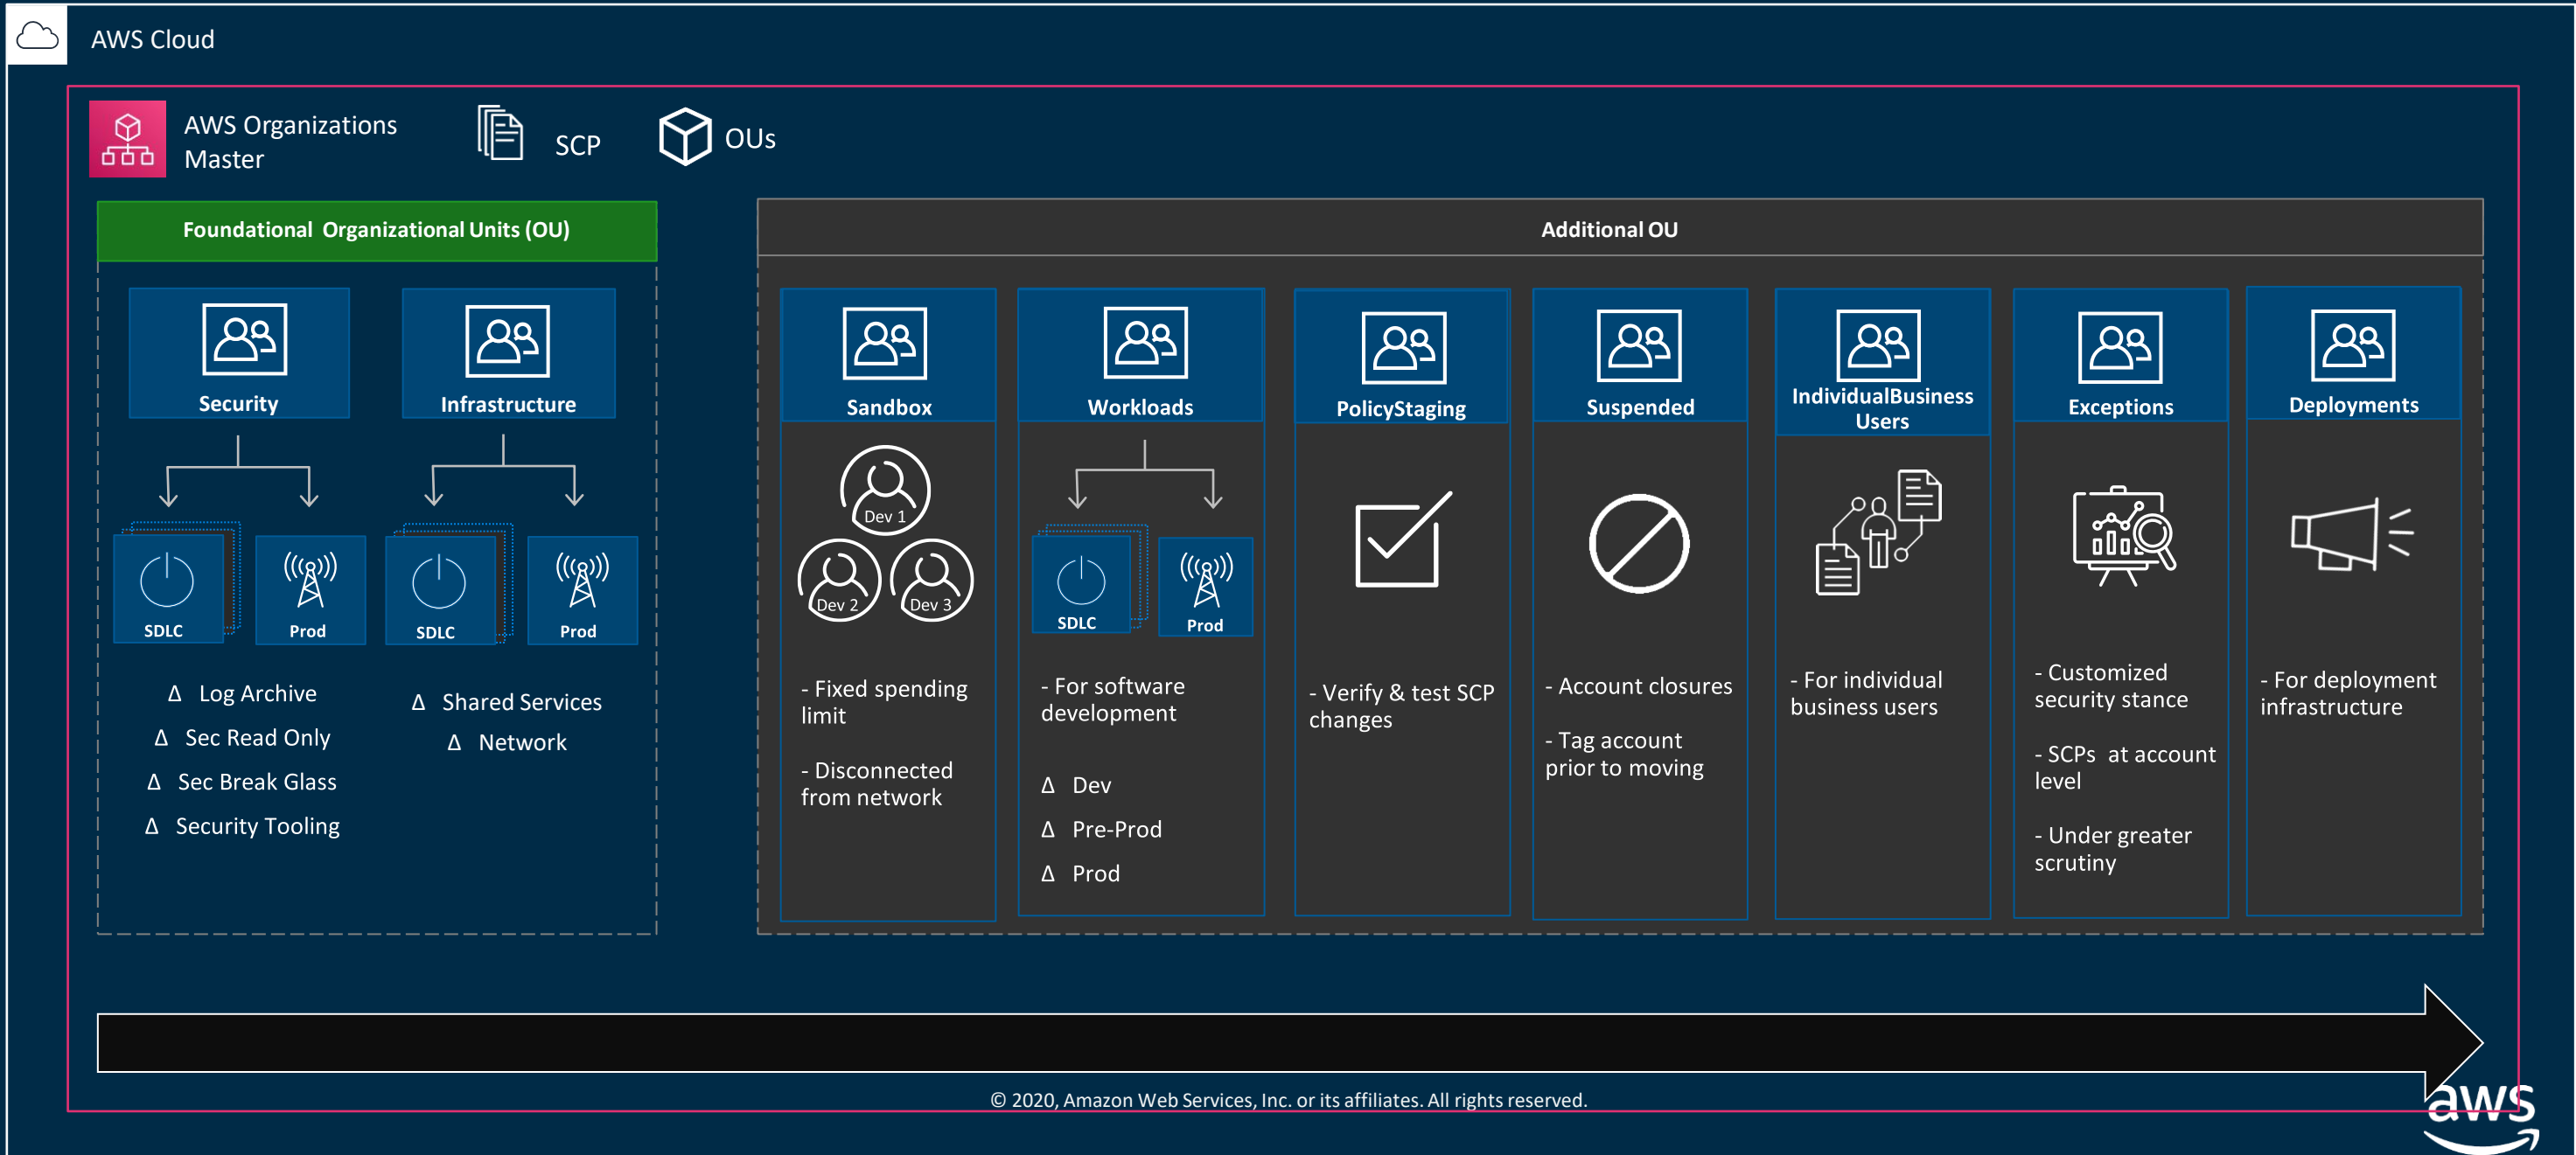 AWS Cloud
AWS Organizations
Master
SCP
OUs
Foundational Organizational Units (OU)
Security
Infrastructure
SDLC
Prod
SDLC
Prod
Δ Log Archive
Δ Sec Read Only
Δ Sec Break Glass
Δ Security Tooling
Δ Shared Services
Δ Network
Additional OU
Sandbox
Dev 1
Dev 2
Dev 3
- Fixed spending
limit
- Disconnected
from network
Workloads
SDLC
Prod
- For software
development
Δ Dev
Δ Pre-Prod
Δ Prod
PolicyStaging
- Verify & test SCP
changes
Suspended
- Account closures
- Tag account
prior to moving
IndividualBusiness
Users
- For individual
business users
Exceptions
- Customized
security stance
- SCPs at account
level
- Under greater
scrutiny
Deployments
- For deployment
infrastructure
© 2020, Amazon Web Services, Inc. or its affiliates. All rights reserved.
aws